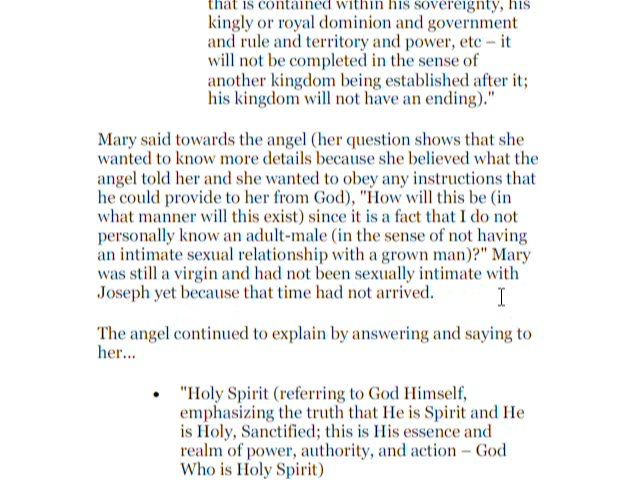 that is contained within his sovereignty, his
kingly or royal dominion and government
and rule and territory and power, etc – it
will not be completed in the sense of
another kingdom being established after it;
his kingdom will not have an ending)."
Mary said towards the angel (her question shows that she
wanted to know more details because she believed what the
angel told her and she wanted to obey any instructions that
he could provide to her from God), "How will this be (in
what manner will this exist) since it is a fact that I do not
personally know an adult-male (in the sense of not having
an intimate sexual relationship with a grown man)?" Mary
was still a virgin and had not been sexually intimate with
Joseph yet because that time had not arrived.
The angel continued to explain by answering and saying to
her...
• "Holy Spirit (referring to God Himself,
emphasizing the truth that He is Spirit and He
is Holy, Sanctified; this is His essence and
realm of power, authority, and action – God
Who is Holy Spirit)